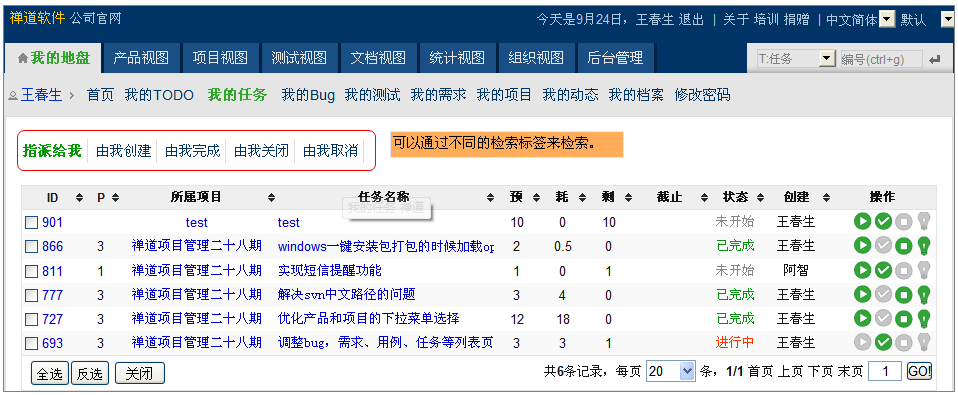 禅道软件 公司官网 今天是9月24日，王春生 退出 | 关于 培训 捐赠 | 中文简体 默认
我的地盘 产品视图 项目视图 测试视图 文档视图 统计视图 组织视图 后台管理 T:任务 编号(ctrl+g)
王春生 > 首页 我的TODO 我的任务 我的Bug 我的测试 我的需求 我的项目 我的动态 我的档案 修改密码
指派给我 由我创建 由我完成 由我关闭 由我取消 可以通过不同的检索标签来检索。
ID P 所属项目 任务名称 预 耗 剩 截止 状态 创建 操作
我的任务 禅道
901 test test 10 0 10 未开始 王春生
866 3 禅道项目管理二十八期 windows一键安装包打包的时候加载op 2 0.5 0 已完成 王春生
811 1 禅道项目管理二十八期 实现短信提醒功能 1 0 1 未开始 阿智
777 3 禅道项目管理二十八期 解决svn中文路径的问题 3 4 0 已完成 王春生
727 3 禅道项目管理二十八期 优化产品和项目的下拉菜单选择 12 18 0 已完成 王春生
693 3 禅道项目管理二十八期 调整bug，需求、用例、任务等列表页 3 3 1 进行中 王春生
全选 反选 关闭 共6条记录，每页 20 条，1/1 首页 上页 下页 末页 1 GO!